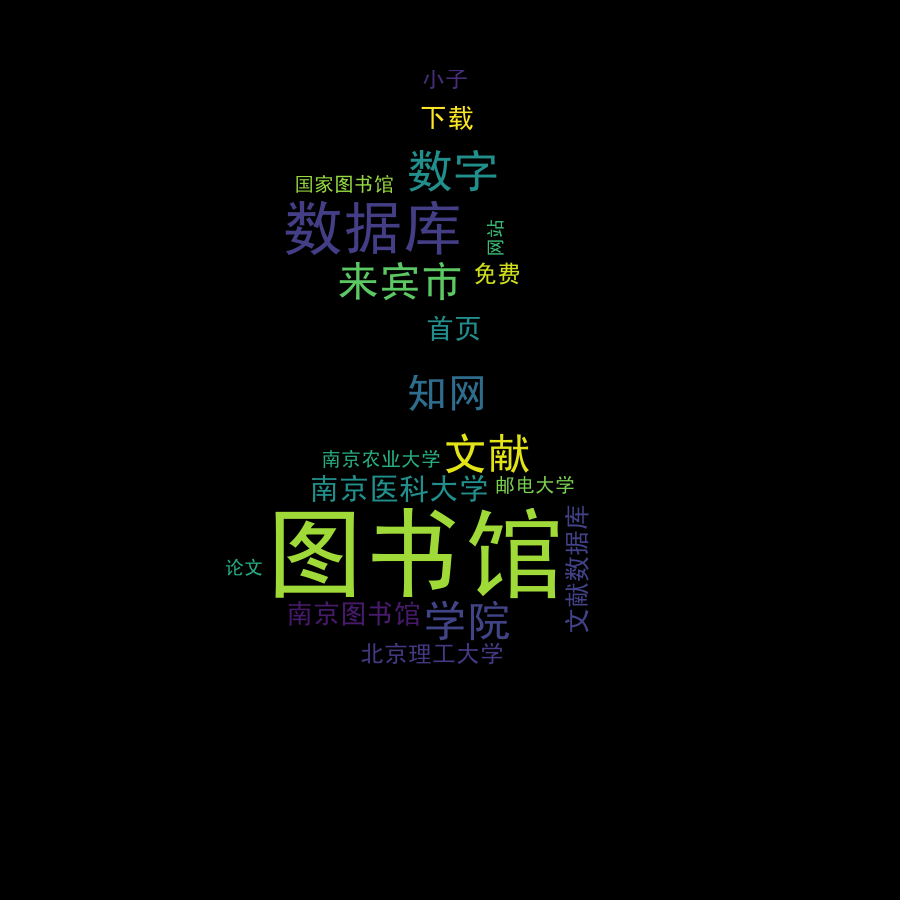 小子
下载
数字
国家图书馆
数据库
网站
来宾市
免费
首页
知网
文献
南京农业大学
南京医科大学
邮电大学
图书馆
文献数据库
论文
南京图书馆
学院
北京理工大学